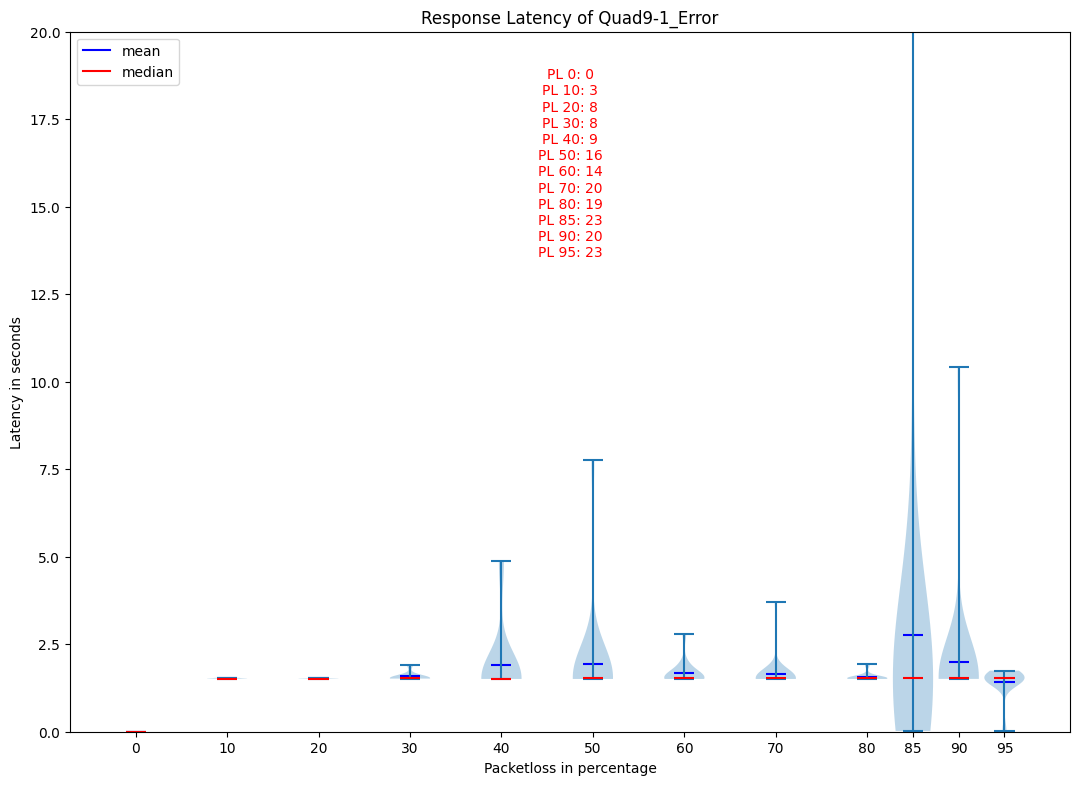 Response Latency of Quad9-1_Error
mean
median
PL 0: 0
PL 10: 3
PL 20: 8
PL 30: 8
PL 40: 9
PL 50: 16
PL 60: 14
PL 70: 20
PL 80: 19
PL 85: 23
PL 90: 20
PL 95: 23
Latency in seconds
20.0
17.5
15.0
12.5
10.0
7.5
5.0
2.5
0.0
0 10 20 30 40 50 60 70 80 85 90 95
Packetloss in percentage